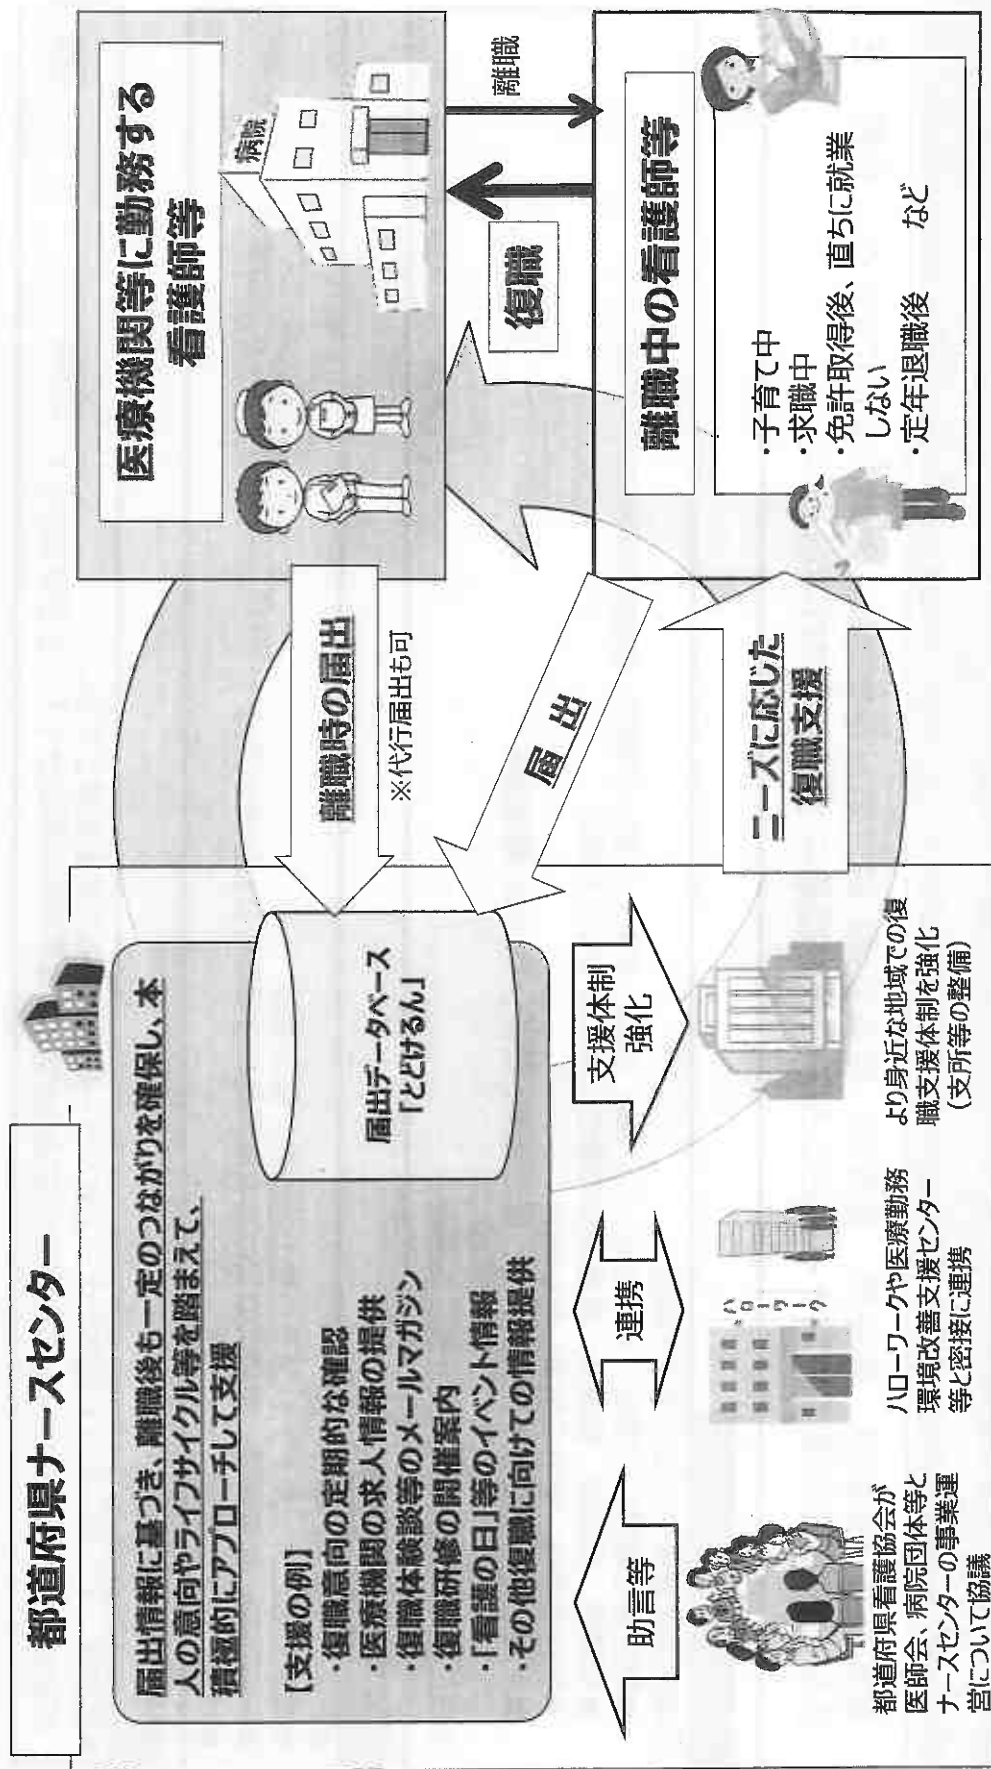 都道府県ナースセンター
届出情報に基づき、離職後も一定のつながりを確保し、本
人の意向やライフサイクル等を踏まえて、
積極的にアプローチして支援
【支援の例】
・復職意向の定期的な確認
・医療機関の求人情報の提供
・復職体験談等のメールマガジン
・復職研修の開催案内
・「看護の日」等のイベント情報
・その他復職に向けての情報提供
届出データベース
「とどけるん」
助言等
連携
支援体制
強化
都道府県看護協会が
医師会、病院団体等と
ナースセンターの事業運
営について協議
ハローワーク
ハローワークや医療勤務
環境改善支援センター
等と密接に連携
より身近な地域での復
職支援体制を強化
(支所等の整備)
離職時の届出
※代行届出も可
届出
ニーズに応じた
復職支援
医療機関等に勤務する
看護師等
病院
復職
離職
離職中の看護師等
・子育て中
・求職中
・免許取得後、直ちに就業
しない
・定年退職後 など